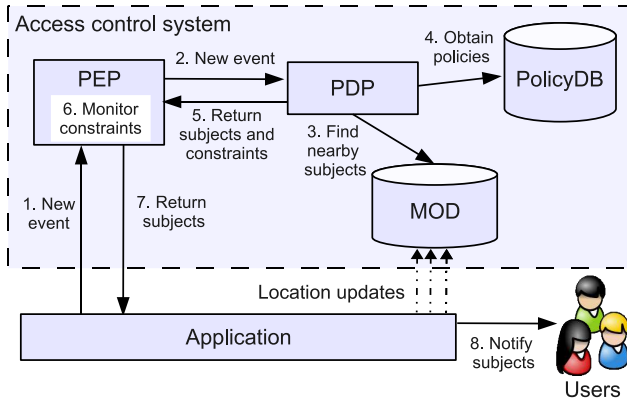 Access control system
PEP
6. Monitor
constraints
2. New event
5. Return
subjects and
constraints
PDP
4. Obtain
policies
PolicyDB
3. Find
nearby
subjects
MOD
1. New
event
7. Return
subjects
Location updates
Application
8. Notify
subjects
Users